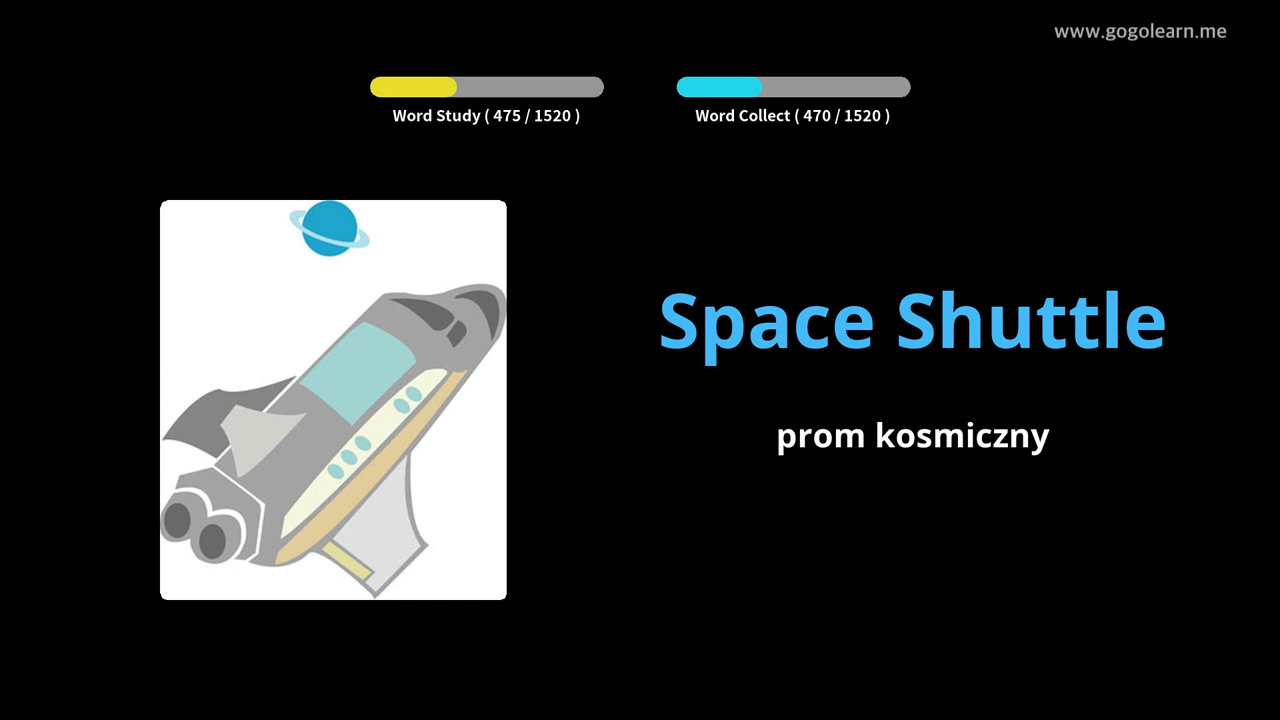 www.gogolearn.me
Word Study ( 475 / 1520 )
Word Collect ( 470 / 1520 )
Space Shuttle
prom kosmiczny